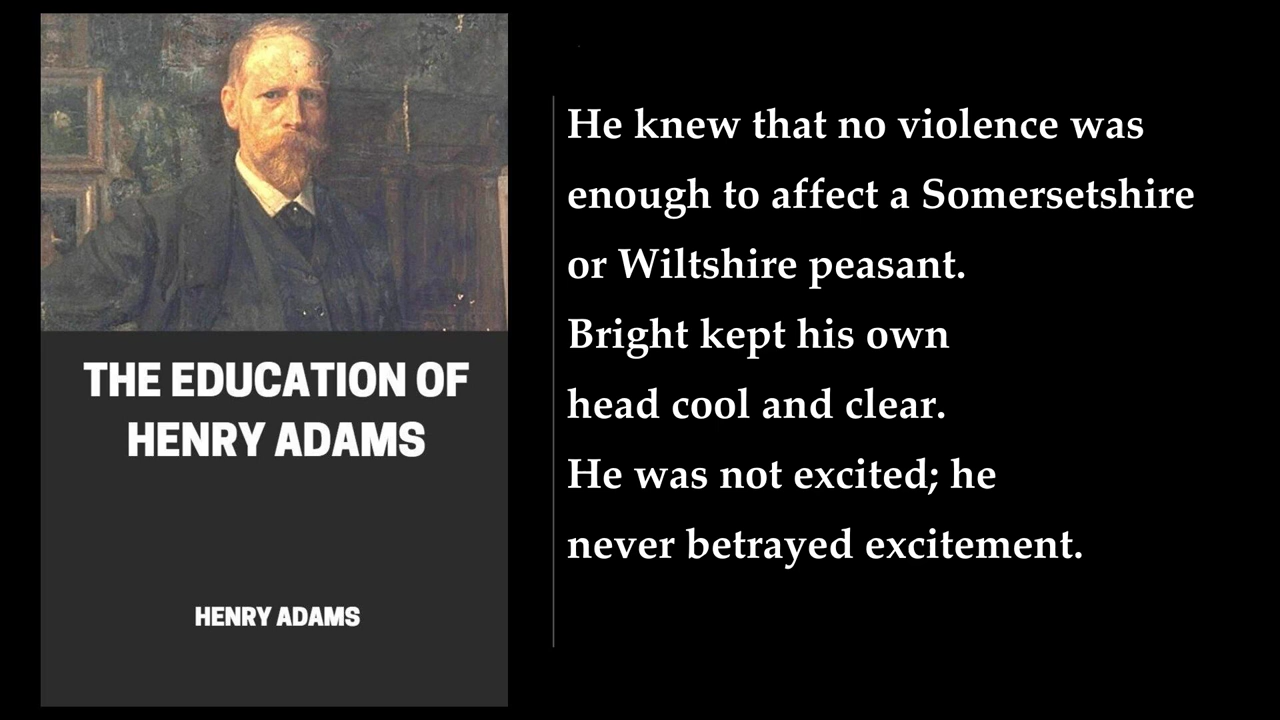 THE EDUCATION OF
HENRY ADAMS
HENRY ADAMS
He knew that no violence was
enough to affect a Somersetshire
or Wiltshire peasant.
Bright kept his own
head cool and clear.
He was not excited; he
never betrayed excitement.